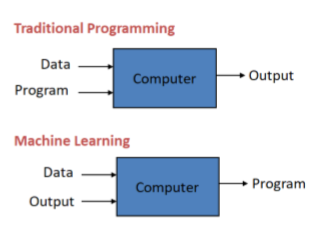 Traditional Programming
Data
Program
Computer
Output
Machine Learning
Data
Output
Computer
Program